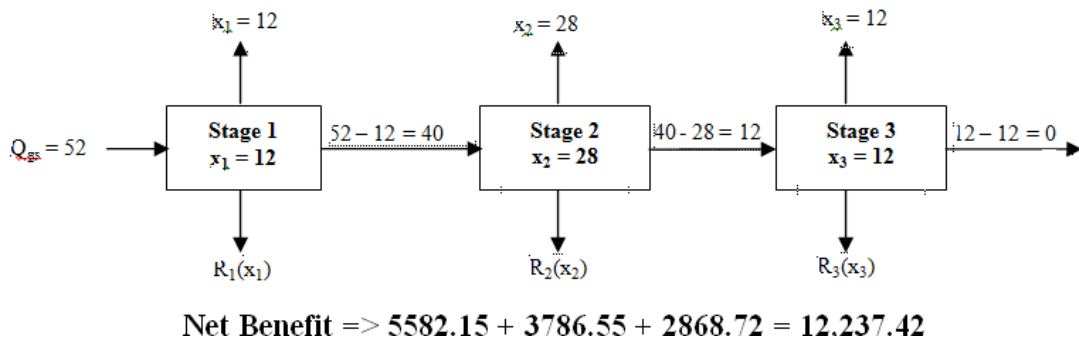 x₁ = 12
x₂ = 28
x₃ = 12
Qgs = 52
Stage 1
x₁ = 12
52 – 12 = 40
Stage 2
x₂ = 28
40 - 28 = 12
Stage 3
x₃ = 12
12 – 12 = 0
R₁(x₁)
R₂(x₂)
R₃(x₃)
Net Benefit => 5582.15 + 3786.55 + 2868.72 = 12.237.42